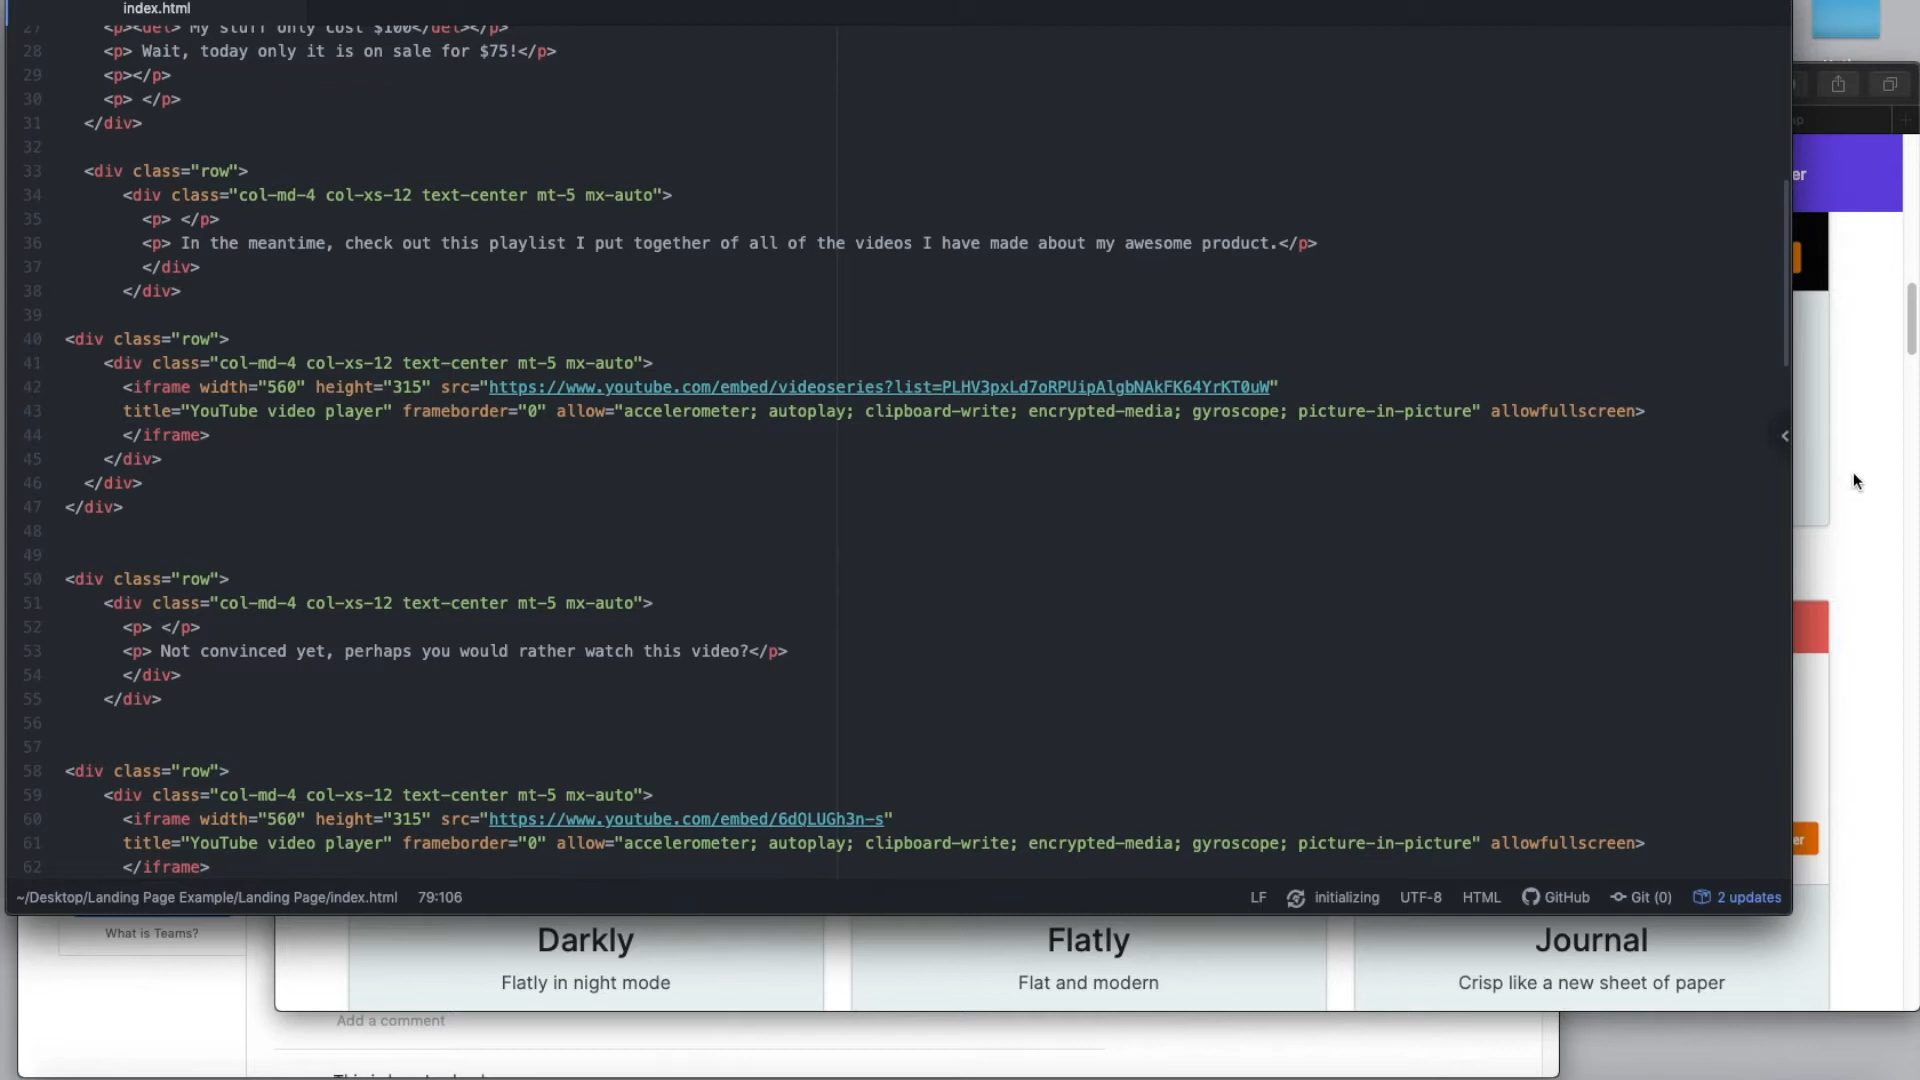 index.html
27 <p><del> My stuff only cost $100</del></p>
28 <p> Wait, today only it is on sale for $75!</p>
29 <p></p>
30 <p> </p>
31 </div>
32
33 <div class="row">
34 <div class="col-md-4 col-xs-12 text-center mt-5 mx-auto">
35 <p> </p>
36 <p> In the meantime, check out this playlist I put together of all of the videos I have made about my awesome product.</p>
37 </div>
38 </div>
39
40 <div class="row">
41 <div class="col-md-4 col-xs-12 text-center mt-5 mx-auto">
42 <iframe width="560" height="315" src="https://www.youtube.com/embed/videoseries?list=PLHV3pxLd7oRPUipAlgbNAkFK64YrKT0uW"
43 title="YouTube video player" frameborder="0" allow="accelerometer; autoplay; clipboard-write; encrypted-media; gyroscope; picture-in-picture" allowfullscreen>
44 </iframe>
45 </div>
46 </div>
47 </div>
48
49
50 <div class="row">
51 <div class="col-md-4 col-xs-12 text-center mt-5 mx-auto">
52 <p> </p>
53 <p> Not convinced yet, perhaps you would rather watch this video?</p>
54 </div>
55 </div>
56
57
58 <div class="row">
59 <div class="col-md-4 col-xs-12 text-center mt-5 mx-auto">
60 <iframe width="560" height="315" src="https://www.youtube.com/embed/6dQLUGh3n-s"
61 title="YouTube video player" frameborder="0" allow="accelerometer; autoplay; clipboard-write; encrypted-media; gyroscope; picture-in-picture" allowfullscreen>
62 </iframe>
~/Desktop/Landing Page Example/Landing Page/index.html 79:106 LF initializing UTF-8 HTML GitHub Git (0) 2 updates
er
er
What is Teams?
Darkly Flatly Journal
Flatly in night mode Flat and modern Crisp like a new sheet of paper
Add a comment